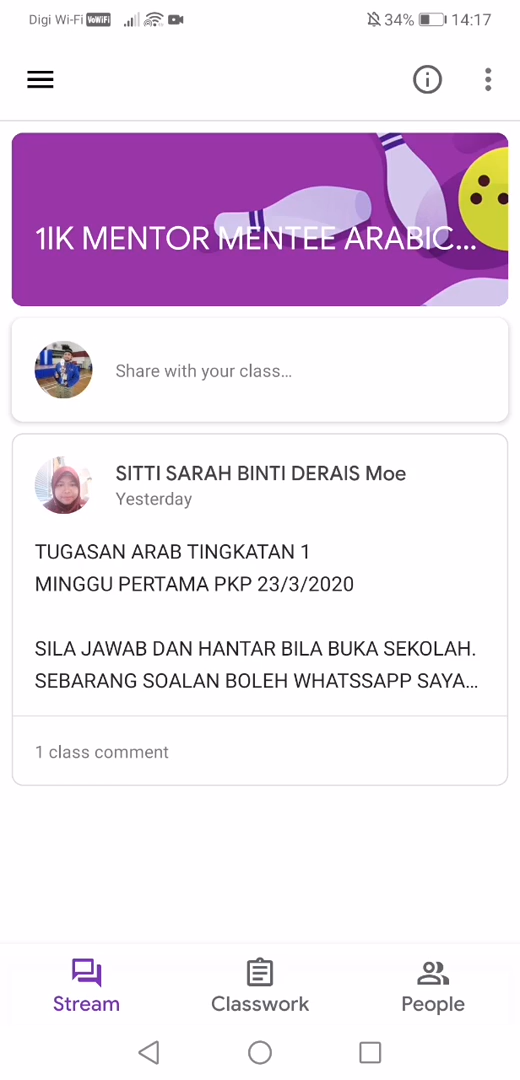 Digi Wi-Fi VoWiFi 34% 14:17
1IK MENTOR MENTEE ARABIC...
Share with your class...
SITTI SARAH BINTI DERAIS Moe
Yesterday
TUGASAN ARAB TINGKATAN 1
MINGGU PERTAMA PKP 23/3/2020
SILA JAWAB DAN HANTAR BILA BUKA SEKOLAH.
SEBARANG SOALAN BOLEH WHATSSAPP SAYA...
1 class comment
Stream Classwork People